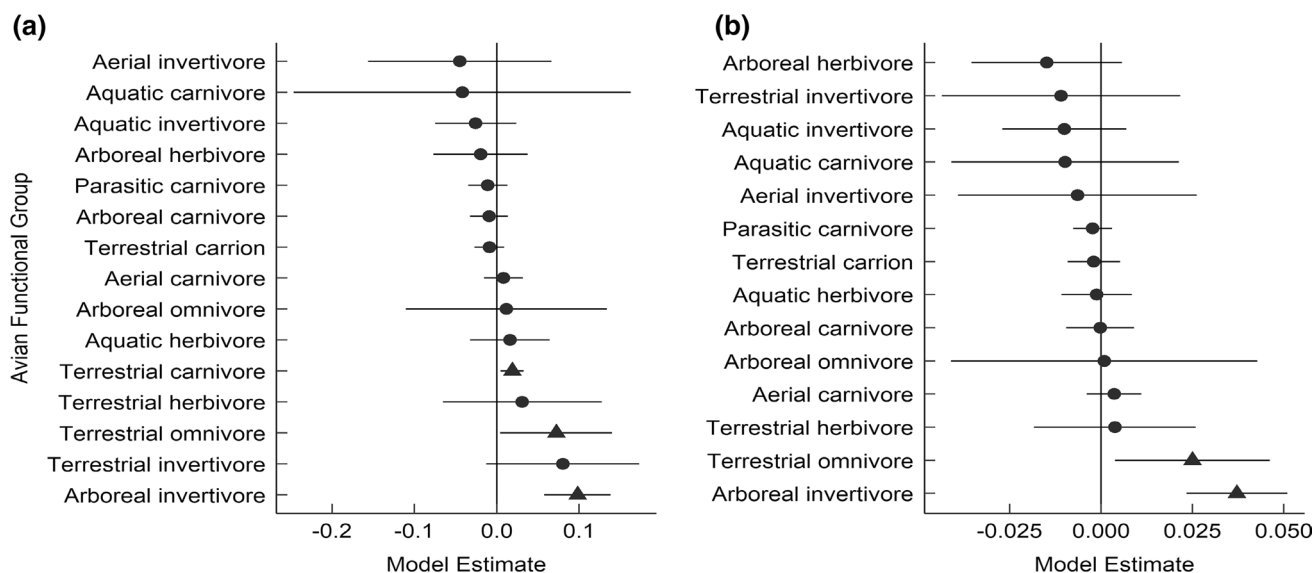 (a)
Avian Functional Group
Aerial invertivore
Aquatic carnivore
Aquatic invertivore
Arboreal herbivore
Parasitic carnivore
Arboreal carnivore
Terrestrial carrion
Aerial carnivore
Arboreal omnivore
Aquatic herbivore
Terrestrial carnivore
Terrestrial herbivore
Terrestrial omnivore
Terrestrial invertivore
Arboreal invertivore
-0.2 -0.1 0.0 0.1
Model Estimate
(b)
Arboreal herbivore
Terrestrial invertivore
Aquatic invertivore
Aquatic carnivore
Aerial invertivore
Parasitic carnivore
Terrestrial carrion
Aquatic herbivore
Arboreal carnivore
Arboreal omnivore
Aerial carnivore
Terrestrial herbivore
Terrestrial omnivore
Arboreal invertivore
-0.025 0.000 0.025 0.050
Model Estimate